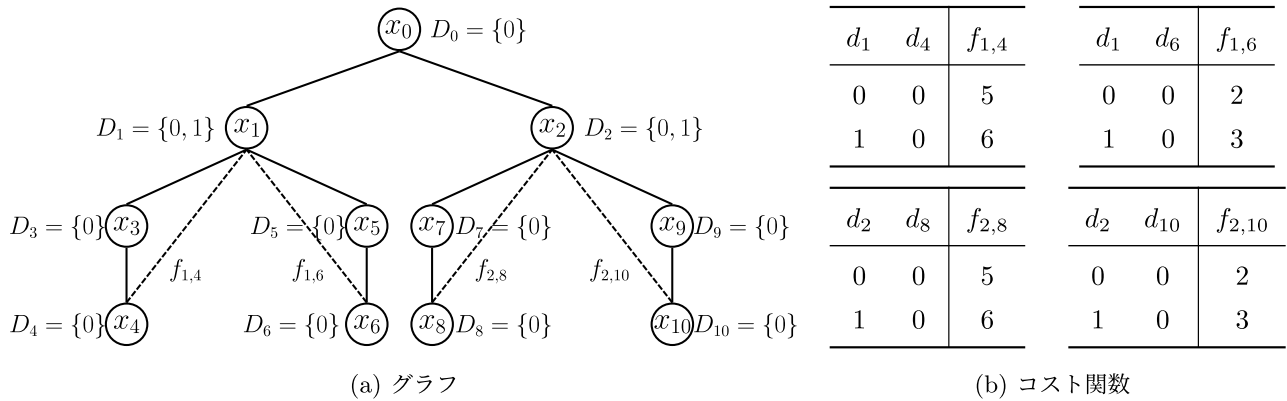 x₀ D₀ = {0}
D₁ = {0, 1} x₁ x₂ D₂ = {0, 1}
D₃ = {0} x₃ D₅ = {0} x₅ x₇ D₇ = {0} x₉ D₉ = {0}
f₁,₄ f₁,₆ f₂,₈ f₂,₁₀
D₄ = {0} x₄ D₆ = {0} x₆ x₈ D₈ = {0} x₁₀ D₁₀ = {0}
(a) グラフ
d₁ d₄ f₁,₄
0 0 5
1 0 6
d₁ d₆ f₁,₆
0 0 2
1 0 3
d₂ d₈ f₂,₈
0 0 5
1 0 6
d₂ d₁₀ f₂,₁₀
0 0 2
1 0 3
(b) コスト関数